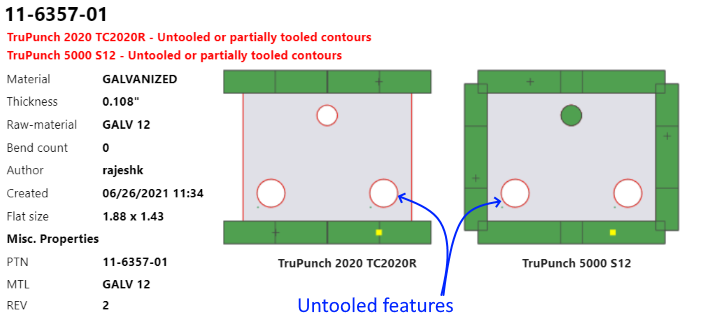 11-6357-01
TruPunch 2020 TC2020R - Untooled or partially tooled contours
TruPunch 5000 S12 - Untooled or partially tooled contours
Material GALVANIZED
Thickness 0.108"
Raw-material GALV 12
Bend count 0
Author rajeshk
Created 06/26/2021 11:34
Flat size 1.88 x 1.43
Misc. Properties
PTN 11-6357-01
MTL GALV 12
REV 2
TruPunch 2020 TC2020R
TruPunch 5000 S12
Untooled features